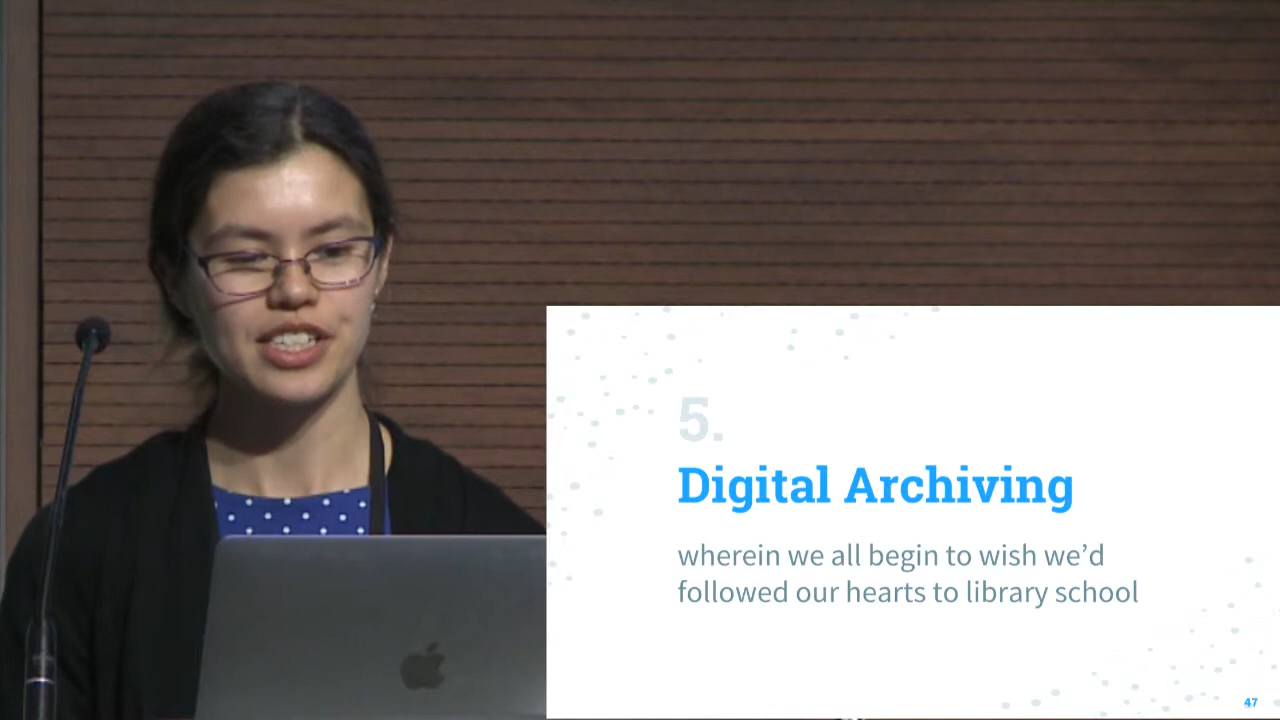 5.
Digital Archiving
wherein we all begin to wish we’d
followed our hearts to library school
47